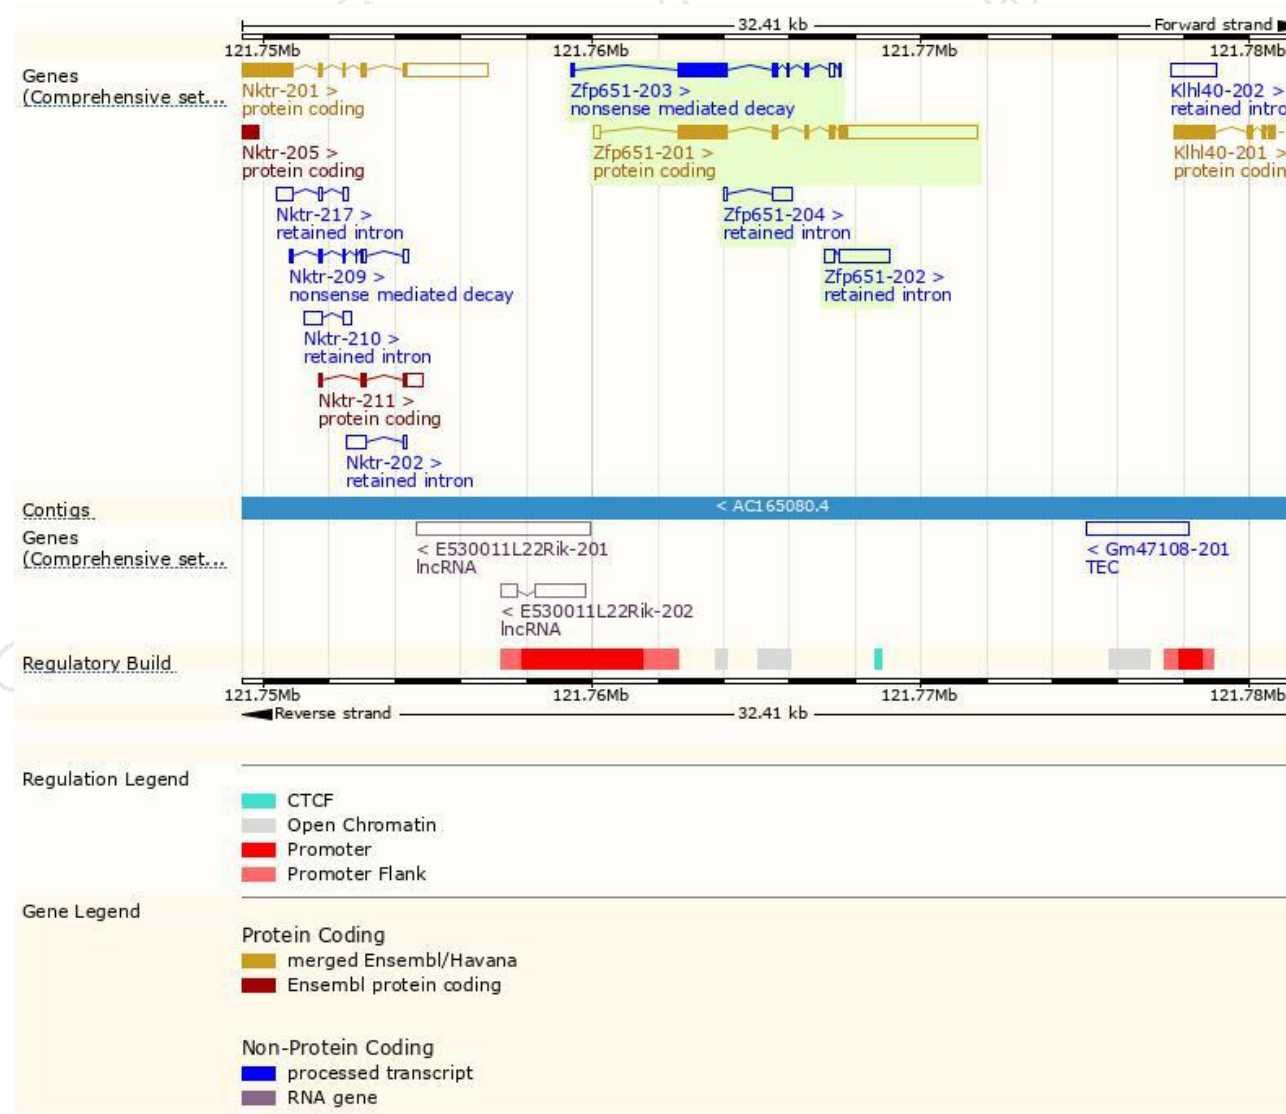 32.41 kb
Forward strand
121.75Mb 121.76Mb 121.77Mb 121.78Mb
Genes
(Comprehensive set...
Nktr-201 >
protein coding
Zfp651-203 >
nonsense mediated decay
Klhl40-202 >
retained intro
Nktr-205 >
protein coding
Zfp651-201 >
protein coding
Klhl40-201 >
protein codin
Nktr-217 >
retained intron
Zfp651-204 >
retained intron
Nktr-209 >
nonsense mediated decay
Zfp651-202 >
retained intron
Nktr-210 >
retained intron
Nktr-211 >
protein coding
Nktr-202 >
retained intron
Contigs
< AC165080.4
Genes
(Comprehensive set...
< E530011L22Rik-201
lncRNA
< Gm47108-201
TEC
< E530011L22Rik-202
lncRNA
Regulatory Build
121.75Mb 121.76Mb 121.77Mb 121.78Mb
Reverse strand
32.41 kb
Regulation Legend
CTCF
Open Chromatin
Promoter
Promoter Flank
Gene Legend
Protein Coding
merged Ensembl/Havana
Ensembl protein coding
Non-Protein Coding
processed transcript
RNA gene